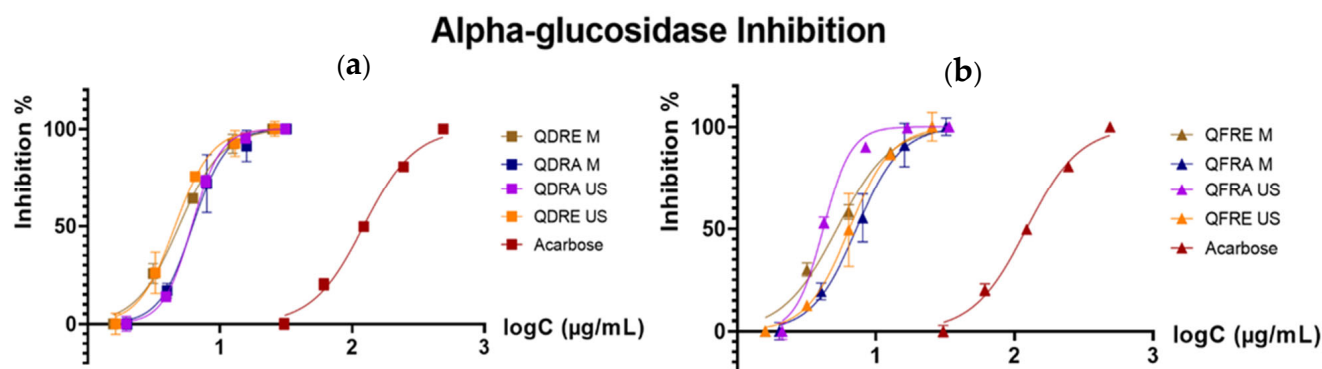 Alpha-glucosidase Inhibition
(a)
Inhibition %
100
50
0
1
2
3
logC (µg/mL)
QDRE M
QDRA M
QDRA US
QDRE US
Acarbose
(b)
Inhibition %
100
50
0
1
2
3
logC (µg/mL)
QFRE M
QFRA M
QFRA US
QFRE US
Acarbose